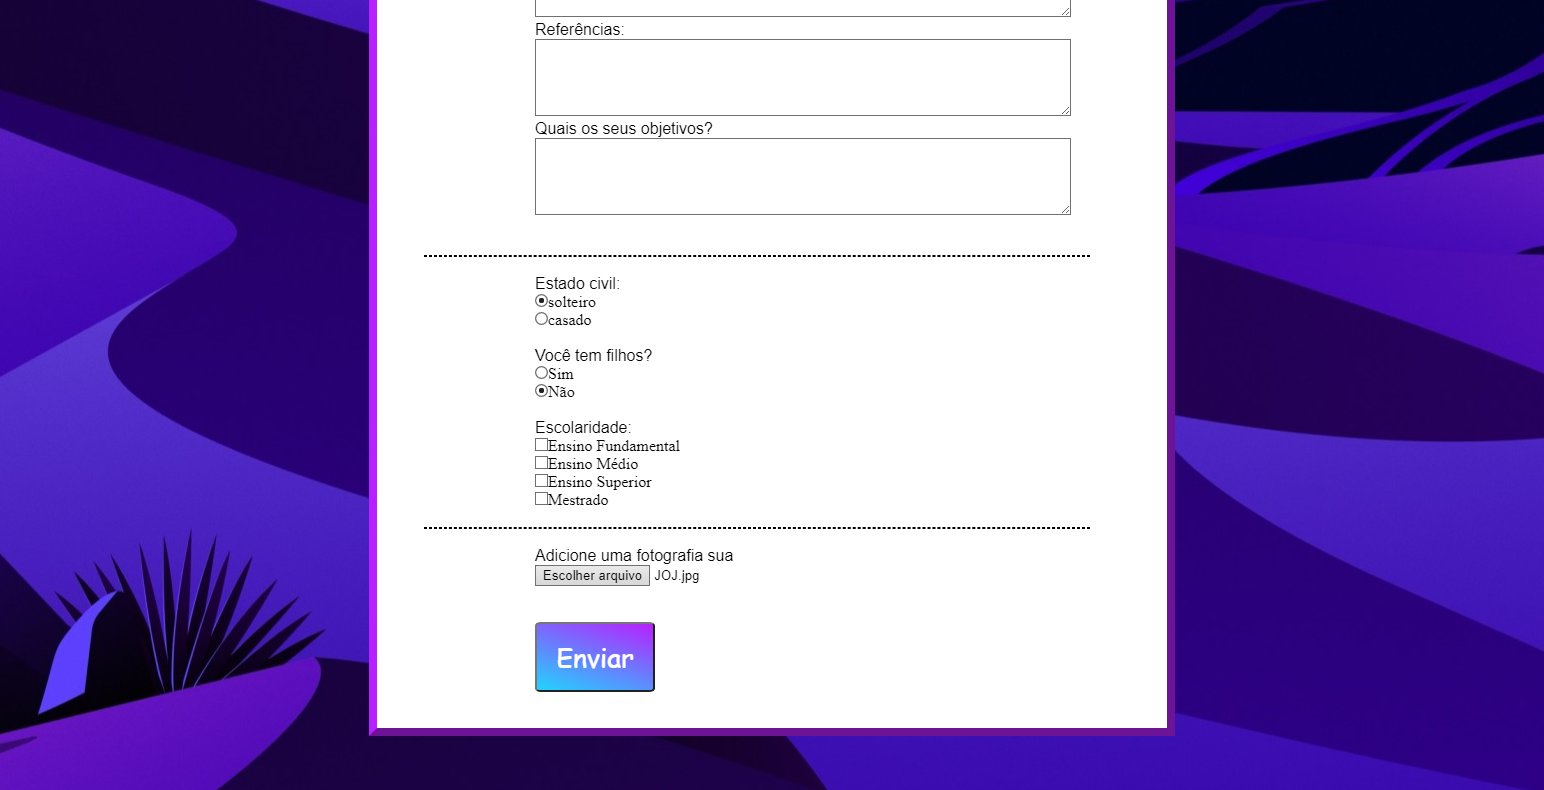 Referências:
Quais os seus objetivos?
Estado civil:
solteiro
casado
Você tem filhos?
Sim
Não
Escolaridade:
Ensino Fundamental
Ensino Médio
Ensino Superior
Mestrado
Adicione uma fotografia sua
Escolher arquivo JOJ.jpg
Enviar